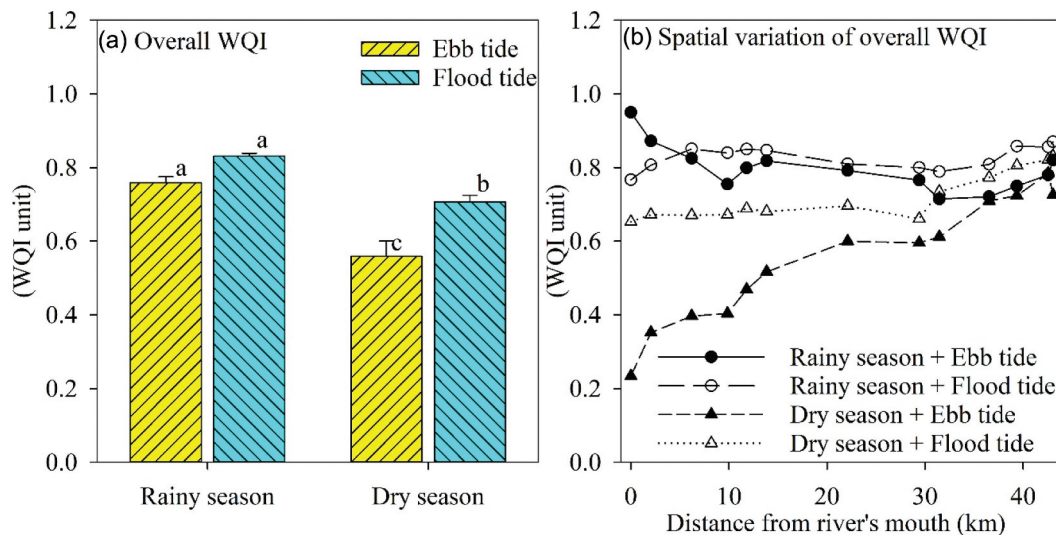 (a) Overall WQI
Ebb tide
Flood tide
(WQI unit)
1.2
1.0
0.8
0.6
0.4
0.2
0.0
a
a
c
b
Rainy season
Dry season
(b) Spatial variation of overall WQI
(WQI unit)
1.2
1.0
0.8
0.6
0.4
0.2
0.0
Rainy season + Ebb tide
Rainy season + Flood tide
Dry season + Ebb tide
Dry season + Flood tide
0 10 20 30 40
Distance from river's mouth (km)